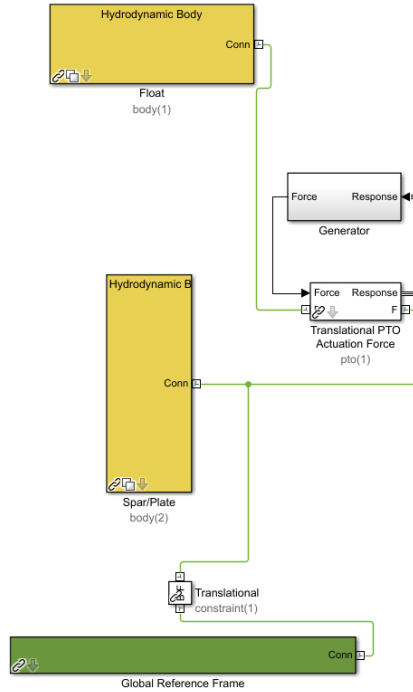 Hydrodynamic Body
Conn
Float
body(1)
Force Response
Generator
Force Response
F
Translational PTO
Actuation Force
pto(1)
Hydrodynamic B
Conn
Spar/Plate
body(2)
Translational
constraint(1)
Conn
Global Reference Frame